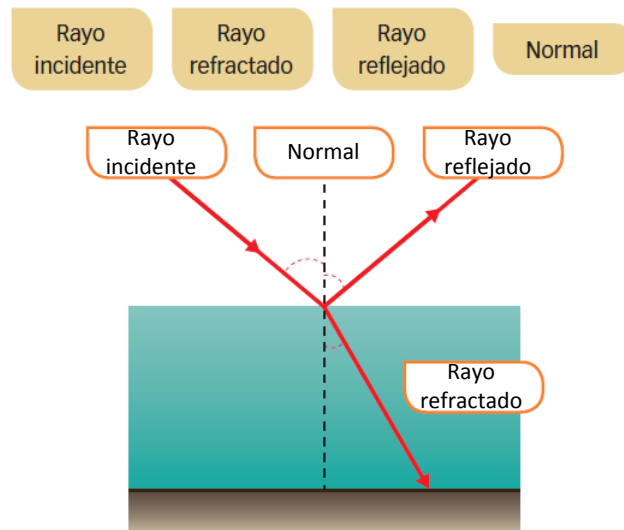 Rayo
incidente
Rayo
refractado
Rayo
reflejado
Normal
Rayo
incidente
Normal
Rayo
reflejado
Rayo
refractado